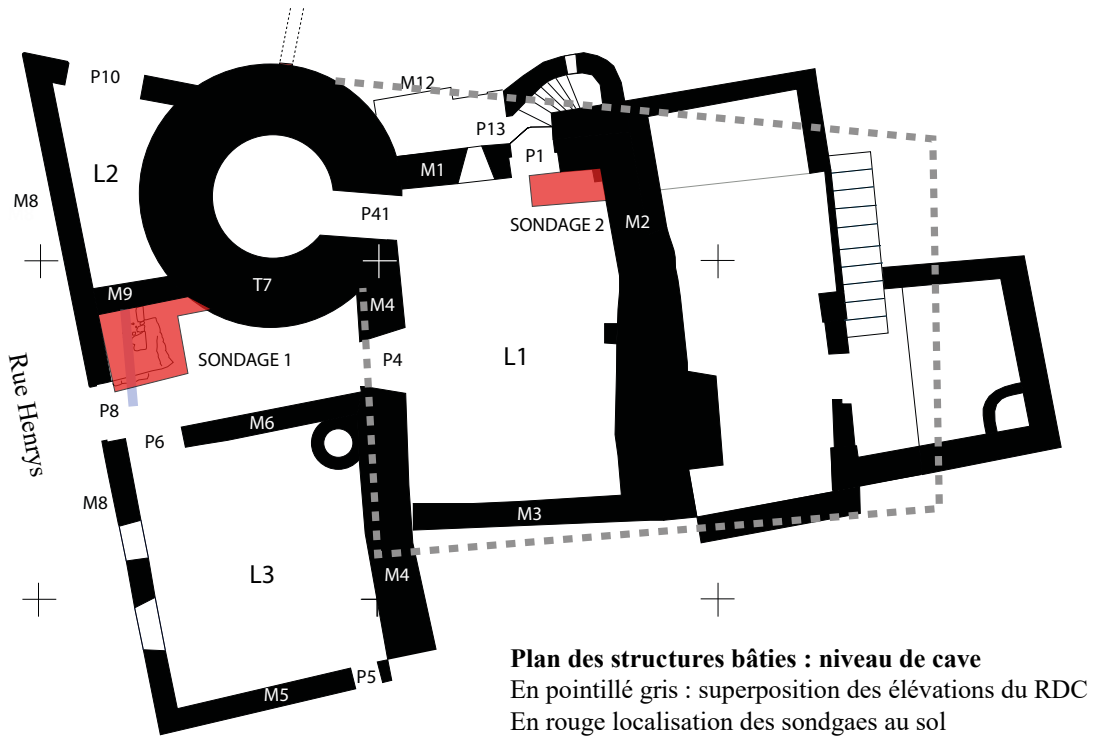 P10
M12
P13
M1
P1
L2
M8
P41
SONDAGE 2
M2
M9
T7
M4
SONDAGE 1
P4
L1
Rue Henrys
P8
P6
M6
M8
M3
L3
M4
M5
P5
Plan des structures bâties : niveau de cave
En pointillé gris : superposition des élévations du RDC
En rouge localisation des sondgaes au sol